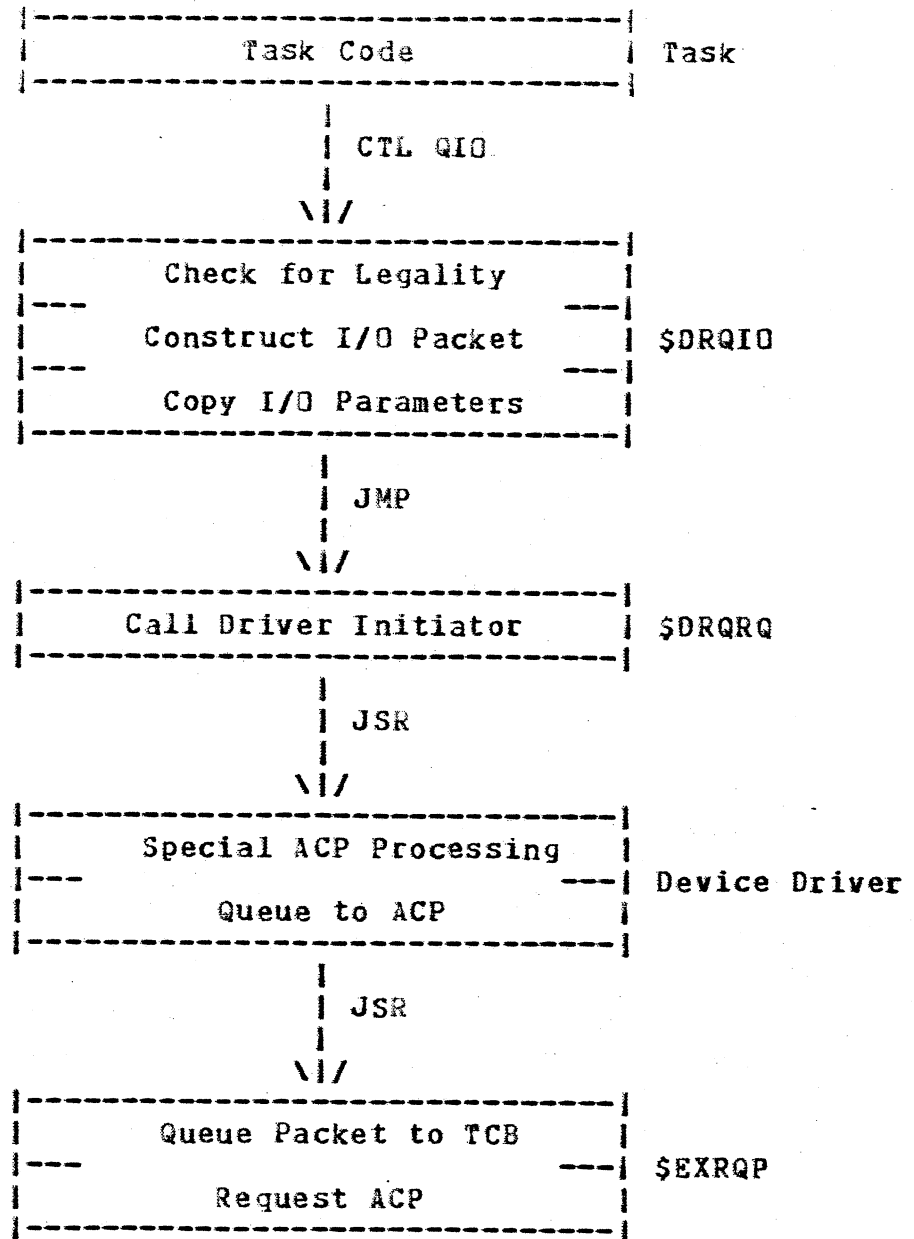 Task Code Task
CTL QIO
Check for Legality
Construct I/O Packet $DRQIO
Copy I/O Parameters
JMP
Call Driver Initiator $DRQRQ
JSR
Special ACP Processing
Device Driver
Queue to ACP
JSR
Queue Packet to TCB
$EXRQP
Request ACP